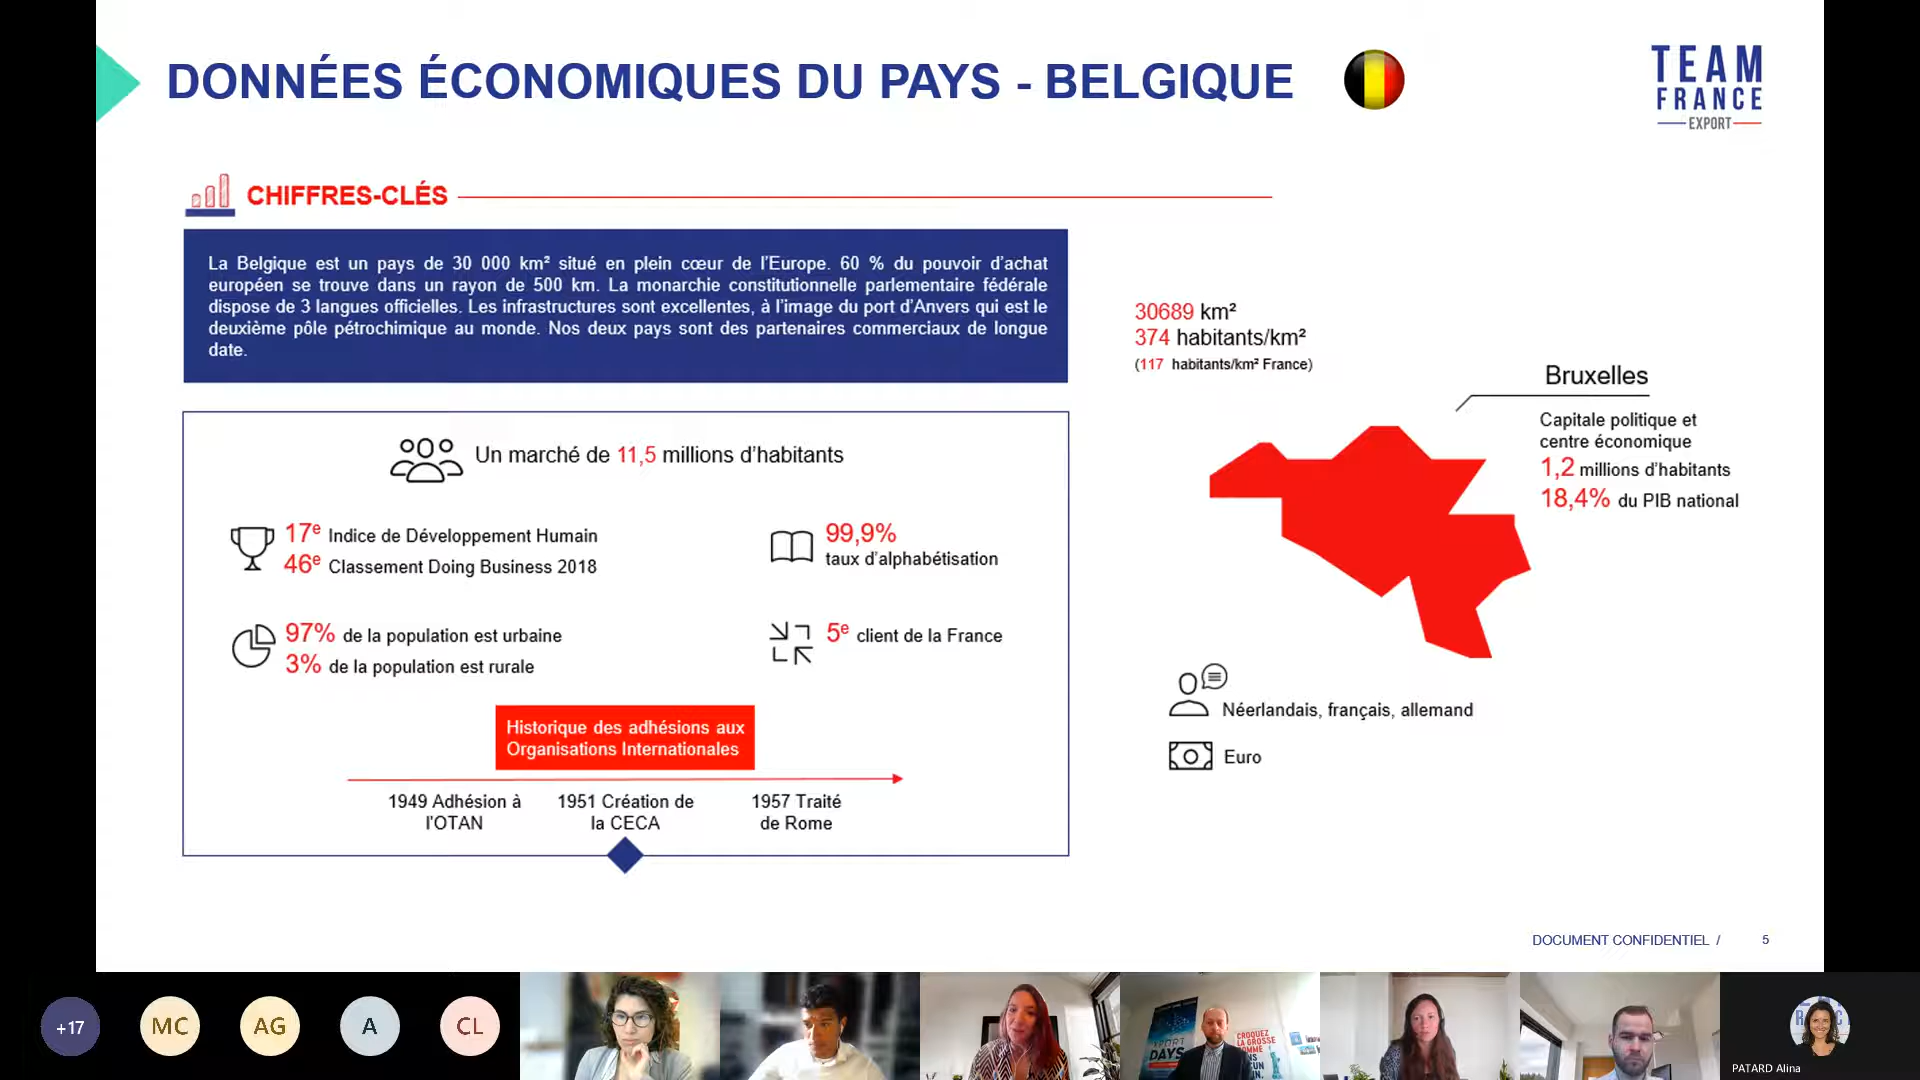 DONNÉES ÉCONOMIQUES DU PAYS - BELGIQUE
TEAM
FRANCE
EXPORT
CHIFFRES-CLÉS
La Belgique est un pays de 30 000 km² situé en plein cœur de l'Europe. 60 % du pouvoir d'achat
européen se trouve dans un rayon de 500 km. La monarchie constitutionnelle parlementaire fédérale
dispose de 3 langues officielles. Les infrastructures sont excellentes, à l'image du port d'Anvers qui est le
deuxième pôle pétrochimique au monde. Nos deux pays sont des partenaires commerciaux de longue
date.
Un marché de 11,5 millions d'habitants
17e Indice de Développement Humain
46e Classement Doing Business 2018
99,9%
taux d'alphabétisation
97% de la population est urbaine
3% de la population est rurale
5e client de la France
Historique des adhésions aux
Organisations Internationales
1949 Adhésion à
l'OTAN
1951 Création de
la CECA
1957 Traité
de Rome
30689 km²
374 habitants/km²
(117 habitants/km² France)
Bruxelles
Capitale politique et
centre économique
1,2 millions d'habitants
18,4% du PIB national
Néerlandais, français, allemand
Euro
DOCUMENT CONFIDENTIEL / 5
+17
MC
AG
A
CL
DAYS
CROQUEZ
LA GROSSE
PATARD Alina